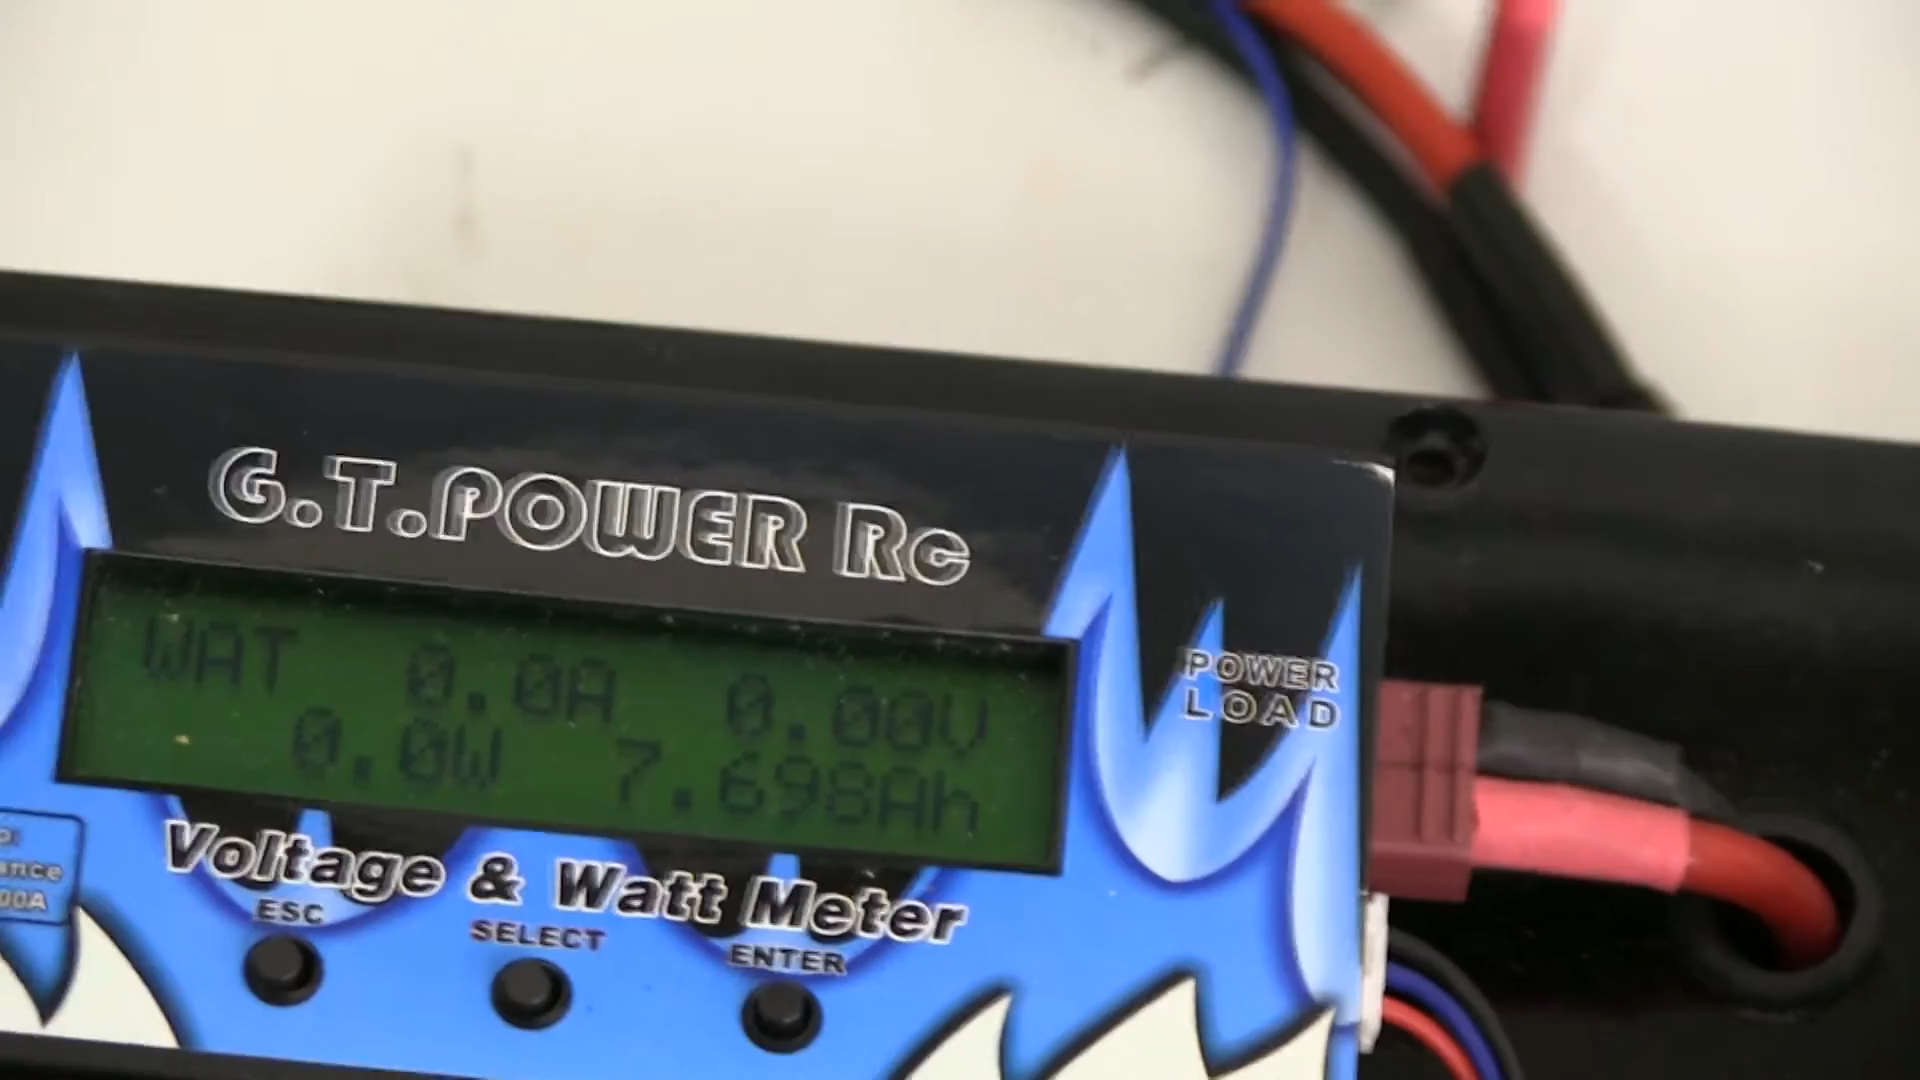 G.T.POWER Rc
WAT 0.0A 0.00V
0.0W 7.698Ah
POWER
LOAD
Voltage & Watt Meter
ESC
SELECT
ENTER
00A